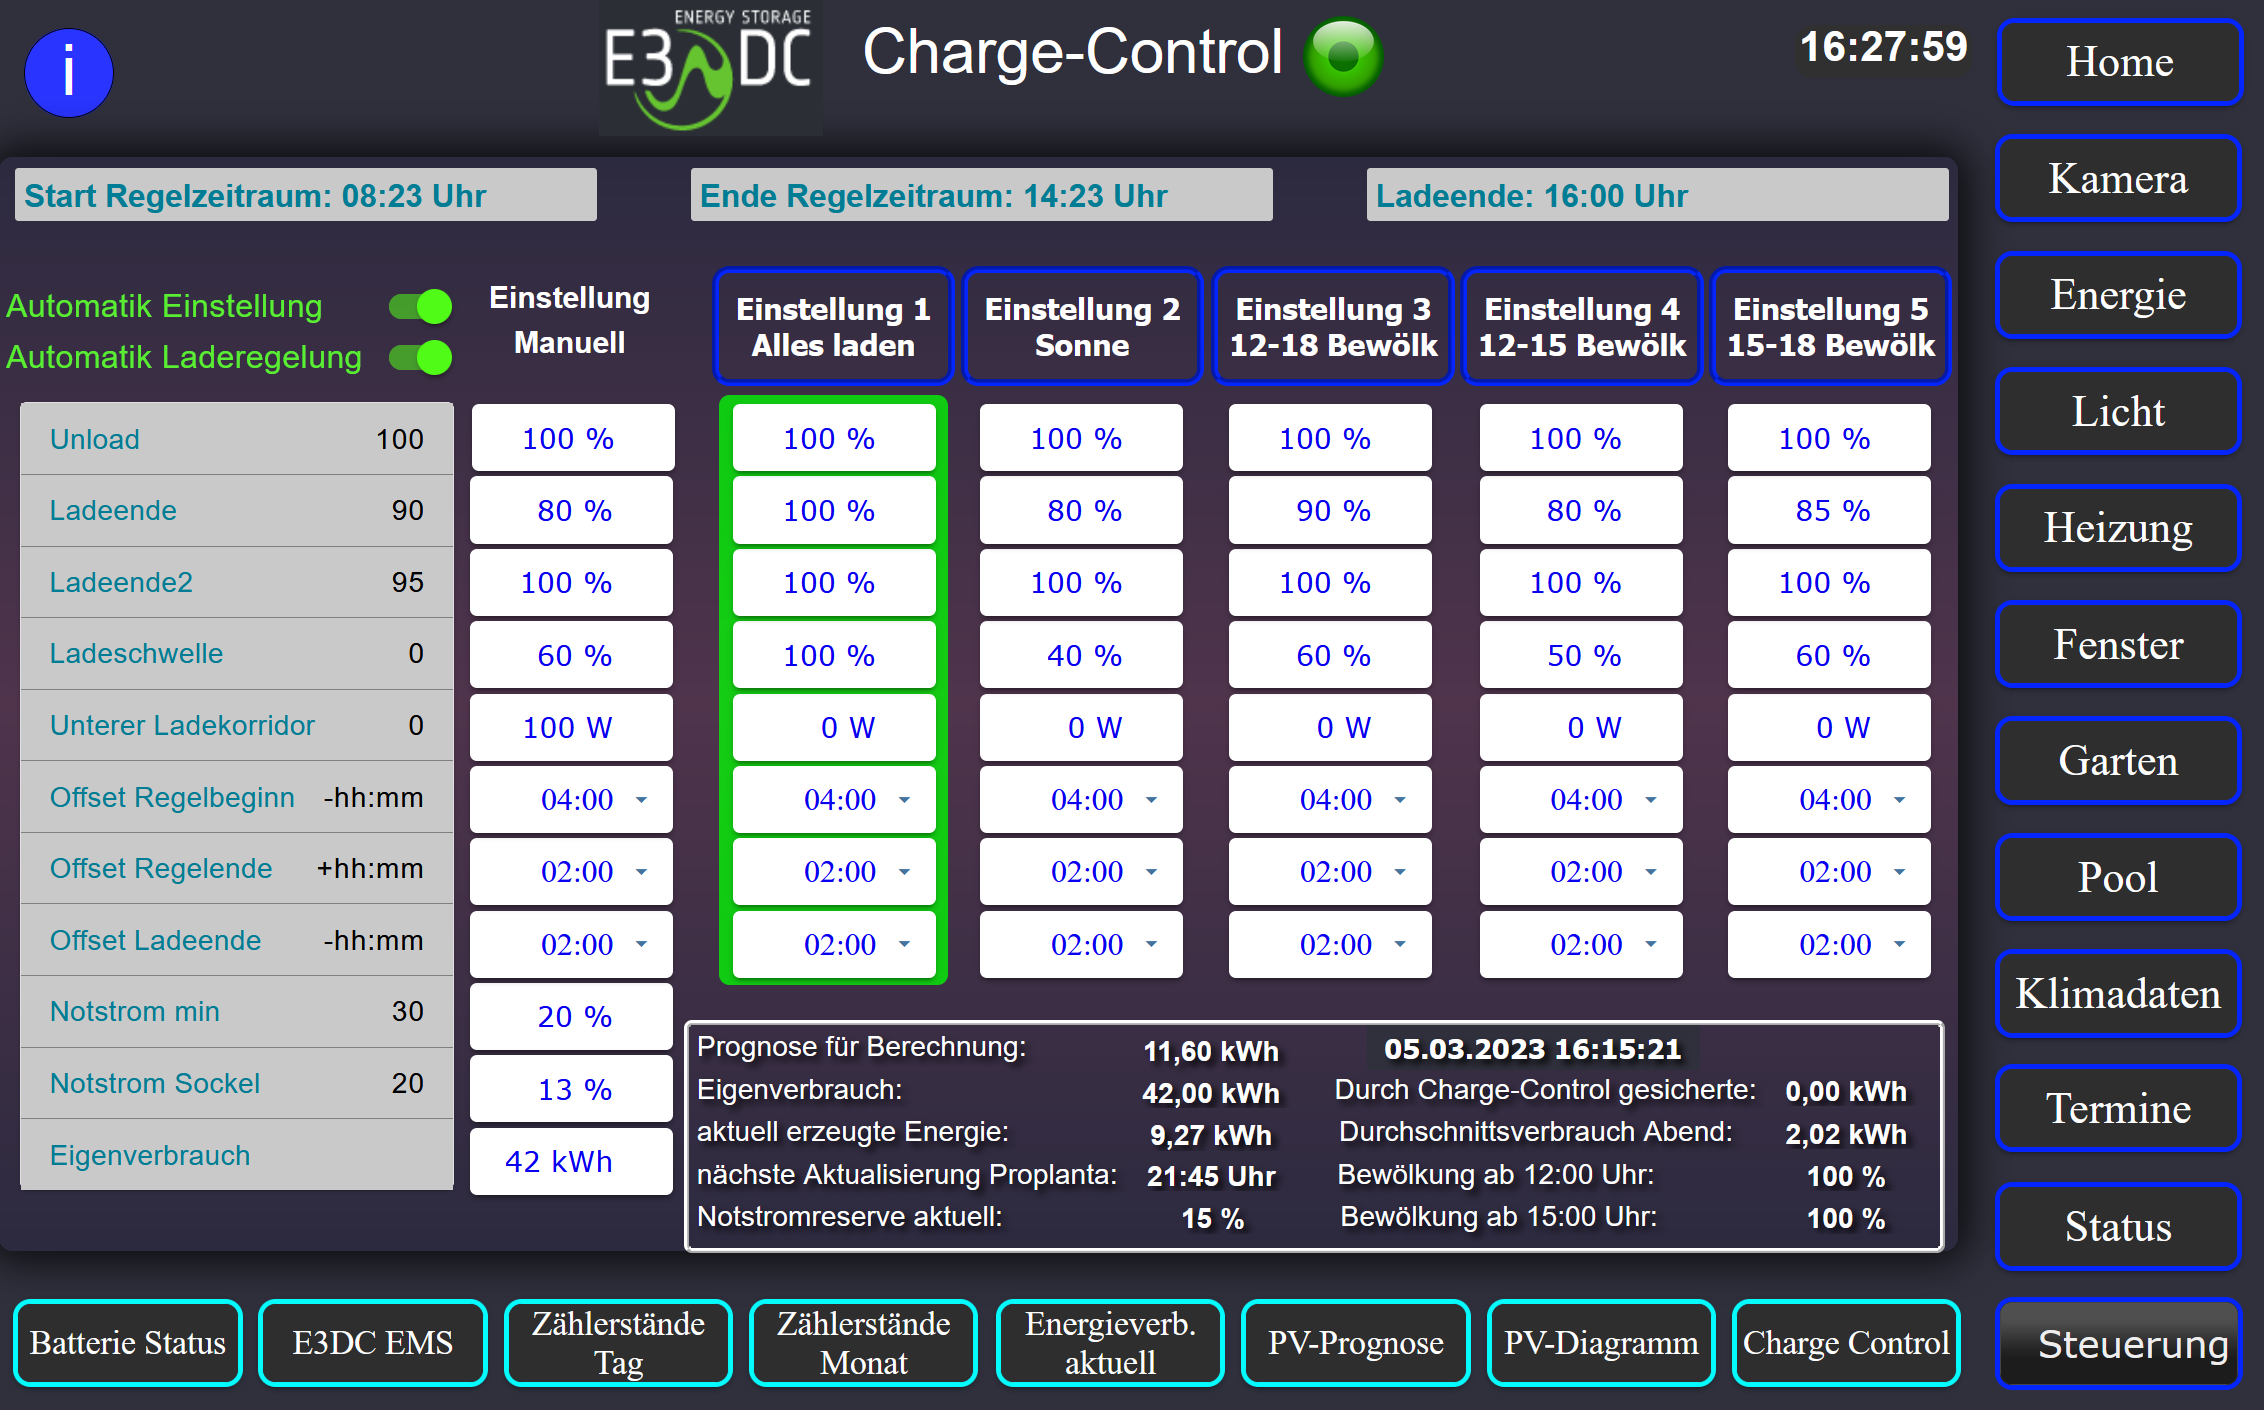 i
ENERGY STORAGE
E3 DC
Charge-Control
16:27:59
Start Regelzeitraum: 08:23 Uhr
Ende Regelzeitraum: 14:23 Uhr
Ladeende: 16:00 Uhr
Automatik Einstellung
Automatik Laderegelung
Einstellung
Manuell
Einstellung 1
Alles laden
Einstellung 2
Sonne
Einstellung 3
12-18 Bewölk
Einstellung 4
12-15 Bewölk
Einstellung 5
15-18 Bewölk
Unload 100 100 % 100 % 100 % 100 % 100 % 100 %
Ladeende 90 80 % 100 % 80 % 90 % 80 % 85 %
Ladeende2 95 100 % 100 % 100 % 100 % 100 % 100 %
Ladeschwelle 0 60 % 100 % 40 % 60 % 50 % 60 %
Unterer Ladekorridor 0 100 W 0 W 0 W 0 W 0 W 0 W
Offset Regelbeginn -hh:mm 04:00 04:00 04:00 04:00 04:00 04:00
Offset Regelende +hh:mm 02:00 02:00 02:00 02:00 02:00 02:00
Offset Ladeende -hh:mm 02:00 02:00 02:00 02:00 02:00 02:00
Notstrom min 30 20 %
Notstrom Sockel 20 13 %
Eigenverbrauch 42 kWh
Prognose für Berechnung: 11,60 kWh 05.03.2023 16:15:21
Eigenverbrauch: 42,00 kWh Durch Charge-Control gesicherte: 0,00 kWh
aktuell erzeugte Energie: 9,27 kWh Durchschnittsverbrauch Abend: 2,02 kWh
nächste Aktualisierung Proplanta: 21:45 Uhr Bewölkung ab 12:00 Uhr: 100 %
Notstromreserve aktuell: 15 % Bewölkung ab 15:00 Uhr: 100 %
Home
Kamera
Energie
Licht
Heizung
Fenster
Garten
Pool
Klimadaten
Termine
Status
Steuerung
Batterie Status
E3DC EMS
Zählerstände
Tag
Zählerstände
Monat
Energieverb.
aktuell
PV-Prognose
PV-Diagramm
Charge Control